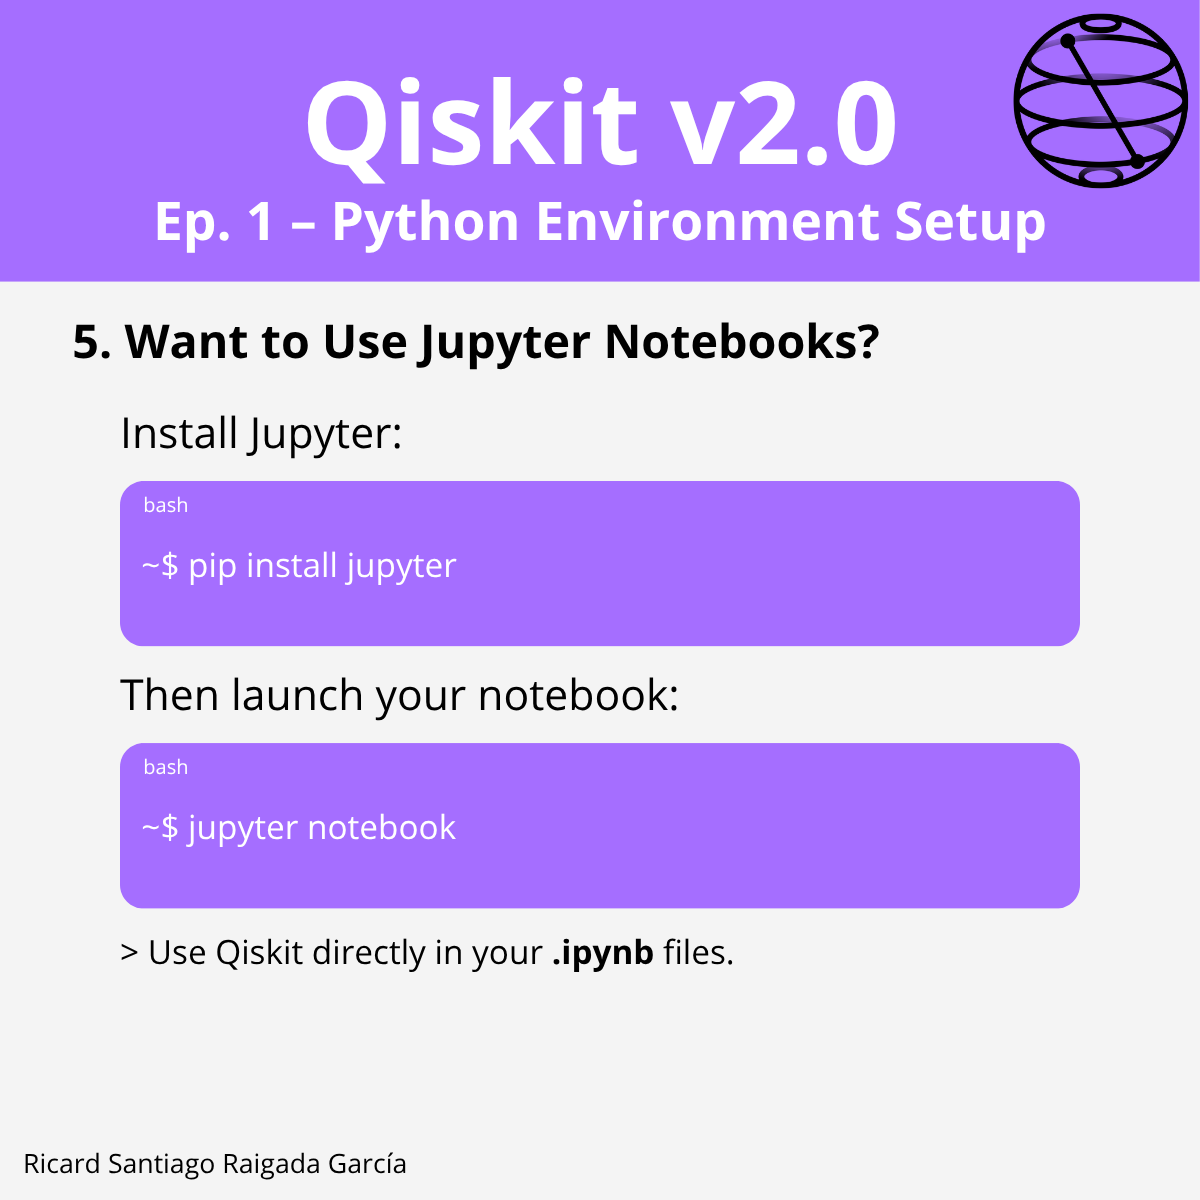 Qiskit v2.0
Ep. 1 – Python Environment Setup
5. Want to Use Jupyter Notebooks?
Install Jupyter:
bash
~$ pip install jupyter
Then launch your notebook:
bash
~$ jupyter notebook
> Use Qiskit directly in your .ipynb files.
Ricard Santiago Raigada García